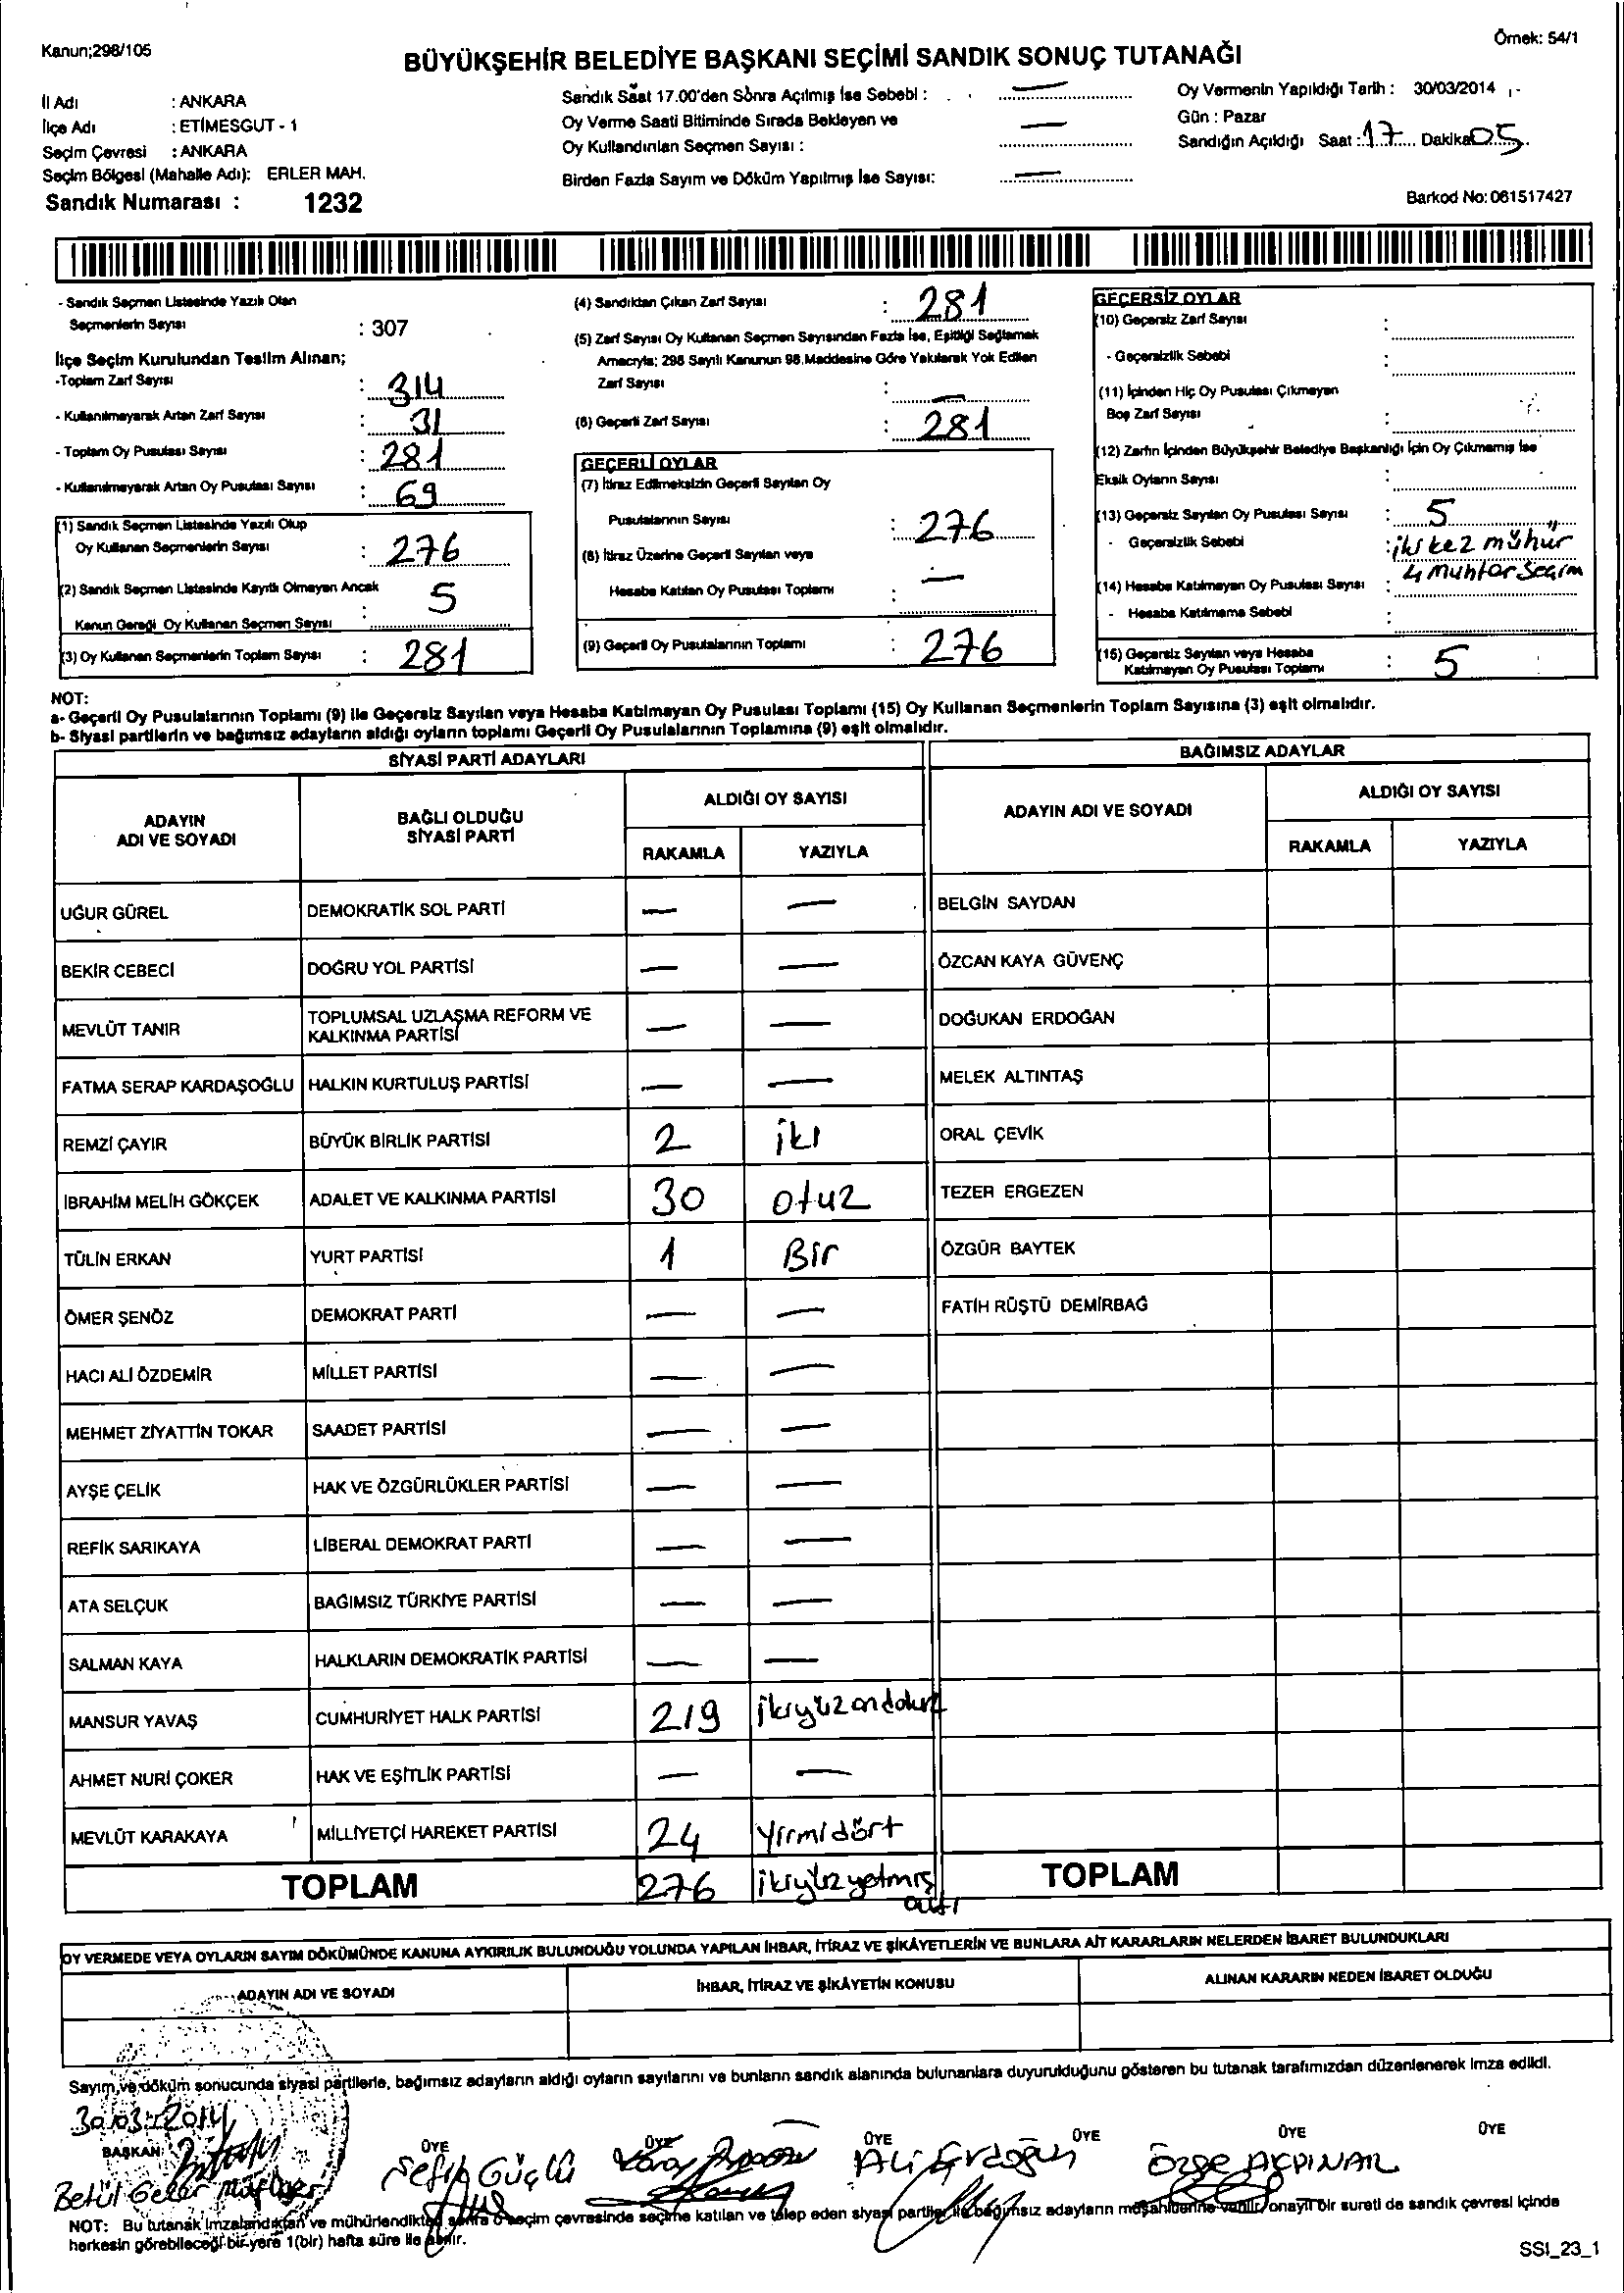 Kanun;298/105
Örnek: 54/1
BÜYÜKŞEHİR BELEDİYE BAŞKANI SEÇİMİ SANDIK SONUÇ TUTANAĞI
İl Adı : ANKARA
İlçe Adı : ETİMESGUT - 1
Seçim Çevresi : ANKARA
Seçim Bölgesi (Mahalle Adı): ERLER MAH.
Sandık Numarası : 1232
Sandık Saat 17.00'den Sonra Açılmış İse Sebebi : —
Oy Verme Saati Bitiminde Sırada Bekleyen ve
Oy Kullandırılan Seçmen Sayısı : —
Birden Fazla Sayım ve Döküm Yapılmış İse Sayısı: —
Oy Vermenin Yapıldığı Tarih : 30/03/2014
Gün : Pazar
Sandığın Açıldığı Saat : 17 Dakika 05
Barkod No: 061517427
- Sandık Seçmen Listesinde Yazılı Olan
Seçmenlerin Sayısı : 307
İlçe Seçim Kurulundan Teslim Alınan;
-Toplam Zarf Sayısı : 314
- Kullanılmayarak Artan Zarf Sayısı : 31
- Toplam Oy Pusulası Sayısı : 281
- Kullanılmayarak Artan Oy Pusulası Sayısı : 69
(1) Sandık Seçmen Listesinde Yazılı Olup
Oy Kullanan Seçmenlerin Sayısı : 276
(2) Sandık Seçmen Listesinde Kayıtlı Olmayan Ancak
Kanun Gereği Oy Kullanan Seçmen Sayısı : 5
(3) Oy Kullanan Seçmenlerin Toplam Sayısı : 281
(4) Sandıktan Çıkan Zarf Sayısı : 281
(5) Zarf Sayısı Oy Kullanan Seçmen Sayısından Fazla İse, Eşitliği Sağlamak
Amacıyla; 298 Sayılı Kanunun 98.Maddesine Göre Yakılarak Yok Edilen
Zarf Sayısı : —
(6) Geçerli Zarf Sayısı : 281
GEÇERLİ OYLAR
(7) İtiraz Edilmeksizin Geçerli Sayılan Oy
Pusulalarının Sayısı : 276
(8) İtiraz Üzerine Geçerli Sayılan veya
Hesaba Katılan Oy Pusulası Toplamı : —
(9) Geçerli Oy Pusulalarının Toplamı : 276
GEÇERSİZ OYLAR
(10) Geçersiz Zarf Sayısı :
- Geçersizlik Sebebi :
(11) İçinden Hiç Oy Pusulası Çıkmayan
Boş Zarf Sayısı :
(12) Zarfın İçinden Büyükşehir Belediye Başkanlığı İçin Oy Çıkmamış İse
Eksik Oyların Sayısı :
(13) Geçersiz Sayılan Oy Pusulası Sayısı : 5
- Geçersizlik Sebebi : iki kez mühür
4 muhtar seçim
(14) Hesaba Katılmayan Oy Pusulası Sayısı :
- Hesaba Katılmama Sebebi :
(15) Geçersiz Sayılan veya Hesaba
Katılmayan Oy Pusulası Toplamı : 5
NOT:
a- Geçerli Oy Pusulalarının Toplamı (9) ile Geçersiz Sayılan veya Hesaba Katılmayan Oy Pusulası Toplamı (15) Oy Kullanan Seçmenlerin Toplam Sayısına (3) eşit olmalıdır.
b- Siyasi partilerin ve bağımsız adayların aldığı oyların toplamı Geçerli Oy Pusulalarının Toplamına (9) eşit olmalıdır.
SİYASİ PARTİ ADAYLARI
BAĞIMSIZ ADAYLAR
ADAYIN ADI VE SOYADI
BAĞLI OLDUĞU SİYASİ PARTİ
ALDIĞI OY SAYISI
RAKAMLA YAZIYLA
ADAYIN ADI VE SOYADI
ALDIĞI OY SAYISI
RAKAMLA YAZIYLA
UĞUR GÜREL DEMOKRATİK SOL PARTİ — — BELGİN SAYDAN
BEKİR CEBECİ DOĞRU YOL PARTİSİ — — ÖZCAN KAYA GÜVENÇ
MEVLÜT TANIR TOPLUMSAL UZLAŞMA REFORM VE KALKINMA PARTİSİ — — DOĞUKAN ERDOĞAN
FATMA SERAP KARDAŞOĞLU HALKIN KURTULUŞ PARTİSİ — — MELEK ALTINTAŞ
REMZİ ÇAYIR BÜYÜK BİRLİK PARTİSİ 2 iki ORAL ÇEVİK
İBRAHİM MELİH GÖKÇEK ADALET VE KALKINMA PARTİSİ 30 otuz TEZER ERGEZEN
TÜLİN ERKAN YURT PARTİSİ 1 Bir ÖZGÜR BAYTEK
ÖMER ŞENÖZ DEMOKRAT PARTİ — — FATİH RÜŞTÜ DEMİRBAĞ
HACI ALİ ÖZDEMİR MİLLET PARTİSİ — —
MEHMET ZİYATTİN TOKAR SAADET PARTİSİ — —
AYŞE ÇELİK HAK VE ÖZGÜRLÜKLER PARTİSİ — —
REFİK SARIKAYA LİBERAL DEMOKRAT PARTİ — —
ATA SELÇUK BAĞIMSIZ TÜRKİYE PARTİSİ — —
SALMAN KAYA HALKLARIN DEMOKRATİK PARTİSİ — —
MANSUR YAVAŞ CUMHURİYET HALK PARTİSİ 219 ikiyüzondokuz
AHMET NURİ ÇOKER HAK VE EŞİTLİK PARTİSİ — —
MEVLÜT KARAKAYA MİLLİYETÇİ HAREKET PARTİSİ 24 Yirmidört
TOPLAM 276 ikiyüzyetmiş altı TOPLAM
OY VERMEDE VEYA OYLARIN SAYIM DÖKÜMÜNDE KANUNA AYKIRILIK BULUNDUĞU YOLUNDA YAPILAN İHBAR, İTİRAZ VE ŞİKÂYETLERİN VE BUNLARA AİT KARARLARIN NELERDEN İBARET BULUNDUKLARI
ADAYIN ADI VE SOYADI İHBAR, İTİRAZ VE ŞİKÂYETİN KONUSU ALINAN KARARIN NEDEN İBARET OLDUĞU
Sayım ve döküm sonucunda siyasi partilerle, bağımsız adayların aldığı oyların sayılarını ve bunların sandık alanında bulunanlara duyurulduğunu gösteren bu tutanak tarafımızdan düzenlenerek imza edildi.
30.03.2014
BAŞKAN ÜYE ÜYE ÜYE ÜYE ÜYE ÜYE
Betül Sefip Güçlü Ali Erdoğan Özge AKPINAR
NOT: Bu tutanak imzalandıktan ve mühürlendikten sonra o seçim çevresinde seçime katılan ve talep eden siyasi partiler ile bağımsız adayların müşahitlerine verilir, onaylı bir sureti de sandık çevresi içinde
herkesin görebileceği bir yere 1(bir) hafta süre ile asılır.
SSI_23_1